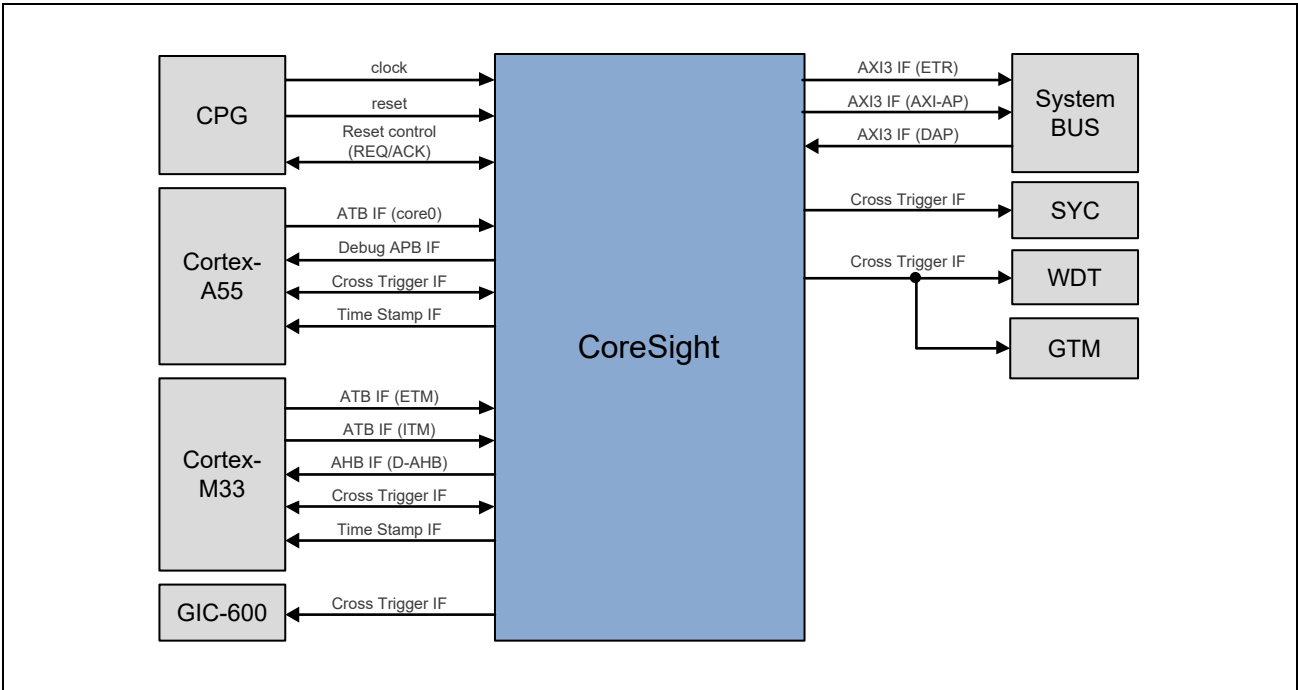 CPG
clock
reset
Reset control
(REQ/ACK)
Cortex-
A55
ATB IF (core0)
Debug APB IF
Cross Trigger IF
Time Stamp IF
Cortex-
M33
ATB IF (ETM)
ATB IF (ITM)
AHB IF (D-AHB)
Cross Trigger IF
Time Stamp IF
GIC-600
Cross Trigger IF
CoreSight
AXI3 IF (ETR)
AXI3 IF (AXI-AP)
AXI3 IF (DAP)
System
BUS
Cross Trigger IF
SYC
Cross Trigger IF
WDT
GTM